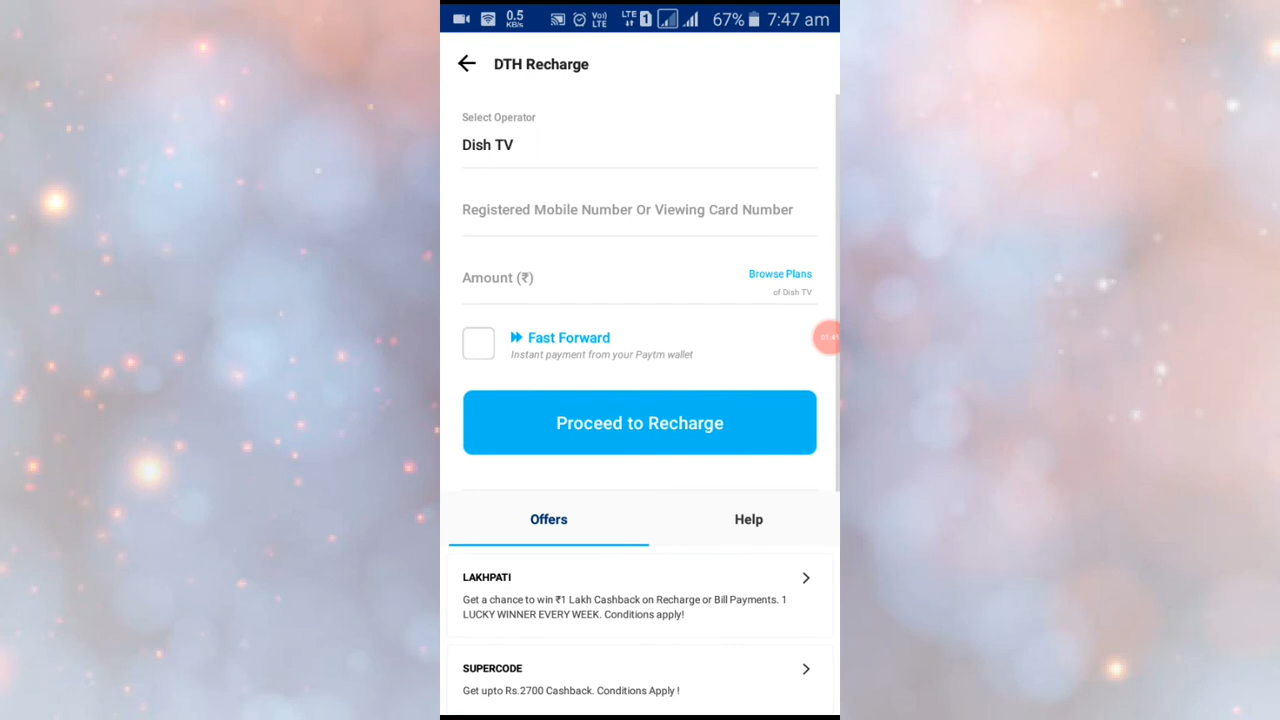 0.5
KB/s
Vo)
LTE
LTE
1
67%
7:47 am
DTH Recharge
Select Operator
Dish TV
Registered Mobile Number Or Viewing Card Number
Amount (₹)
Browse Plans
of Dish TV
Fast Forward
Instant payment from your Paytm wallet
Proceed to Recharge
Offers
Help
LAKHPATI
Get a chance to win ₹1 Lakh Cashback on Recharge or Bill Payments. 1
LUCKY WINNER EVERY WEEK. Conditions apply!
SUPERCODE
Get upto Rs.2700 Cashback. Conditions Apply !